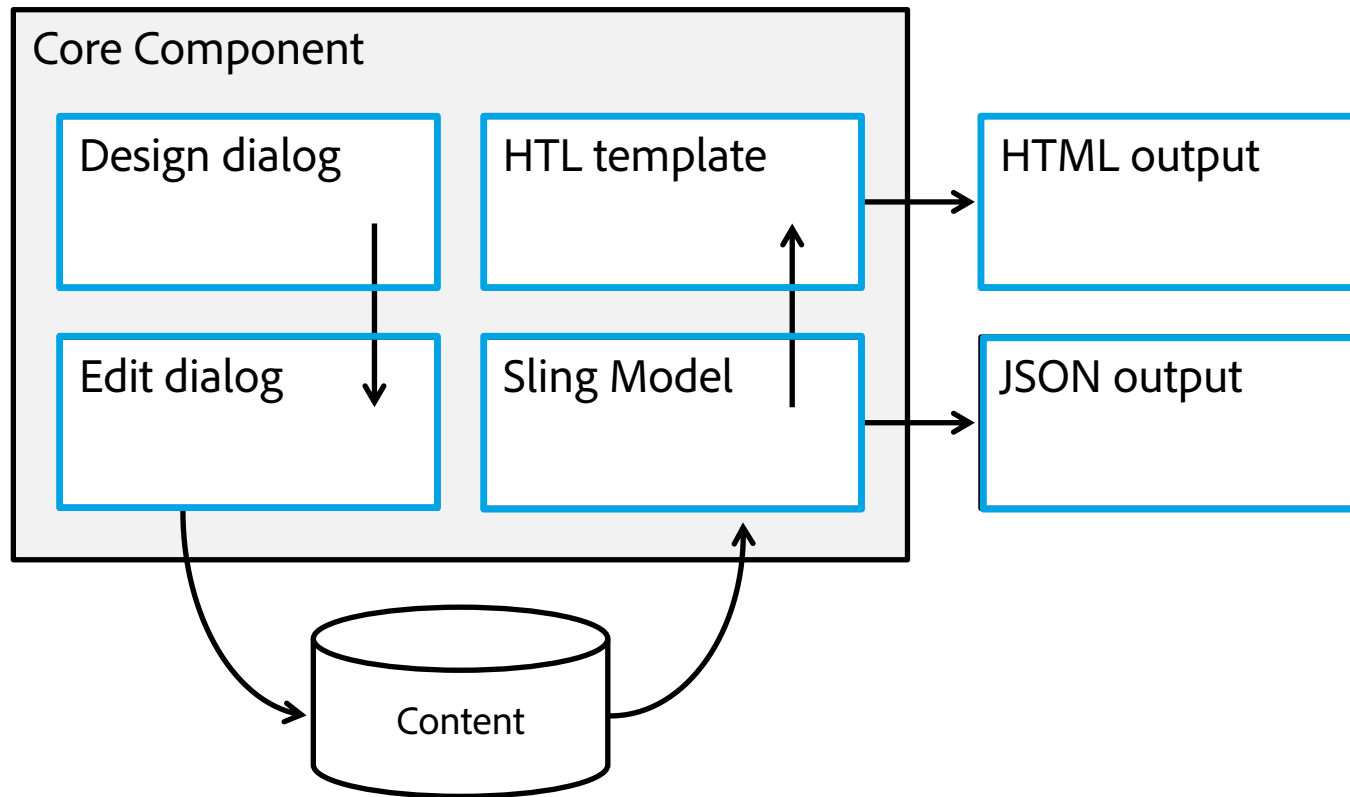 Core Component
Design dialog
HTL template
HTML output
Edit dialog
Sling Model
JSON output
Content